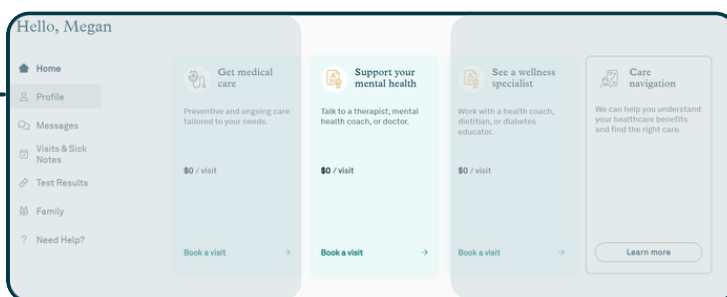 Hello, Megan
Home
Profile
Messages
Visits & Sick
Notes
Test Results
Family
Need Help?
Get medical
care
Preventive and ongoing care
tailored to your needs.
$0 / visit
Book a visit →
Support your
mental health
Talk to a therapist, mental
health coach, or doctor.
$0 / visit
Book a visit →
See a wellness
specialist
Work with a health coach,
dietitian, or diabetes
educator.
$0 / visit
Book a visit →
Care
navigation
We can help you understand
your healthcare benefits
and find the right care.
Learn more